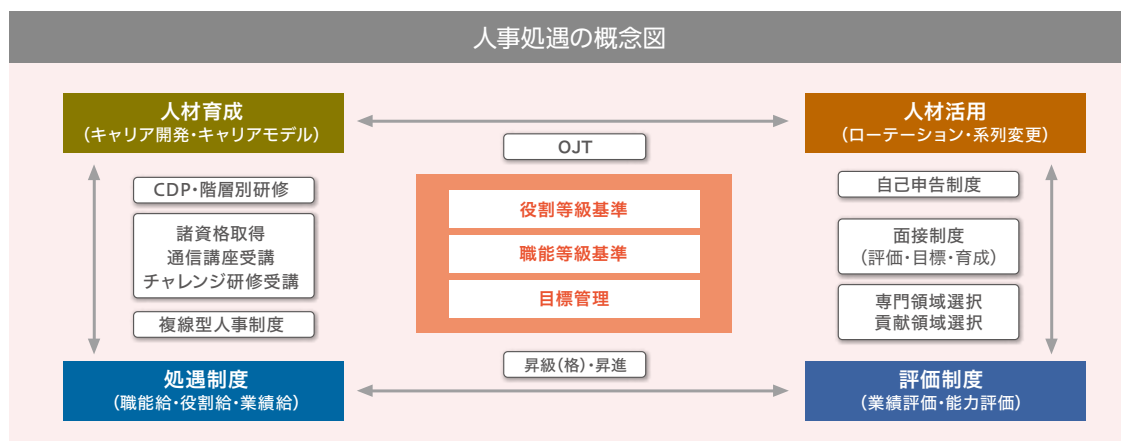 人事処遇の概念図
人材育成
(キャリア開発・キャリアモデル)
人材活用
(ローテーション・系列変更)
OJT
CDP・階層別研修
諸資格取得
通信講座受講
チャレンジ研修受講
複線型人事制度
役割等級基準
職能等級基準
目標管理
自己申告制度
面接制度
(評価・目標・育成)
専門領域選択
貢献領域選択
昇級(格)・昇進
処遇制度
(職能給・役割給・業績給)
評価制度
(業績評価・能力評価)